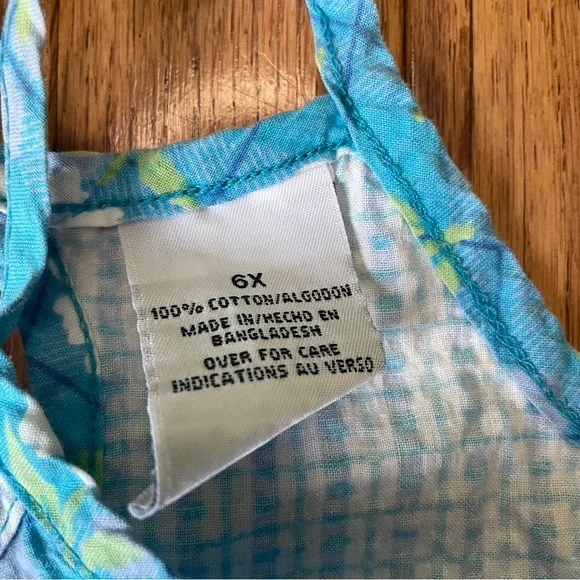 6X
100% COTTON/ALGODON
MADE IN/HECHO EN
BANGLADESH
OVER FOR CARE
INDICATIONS AU VERSO